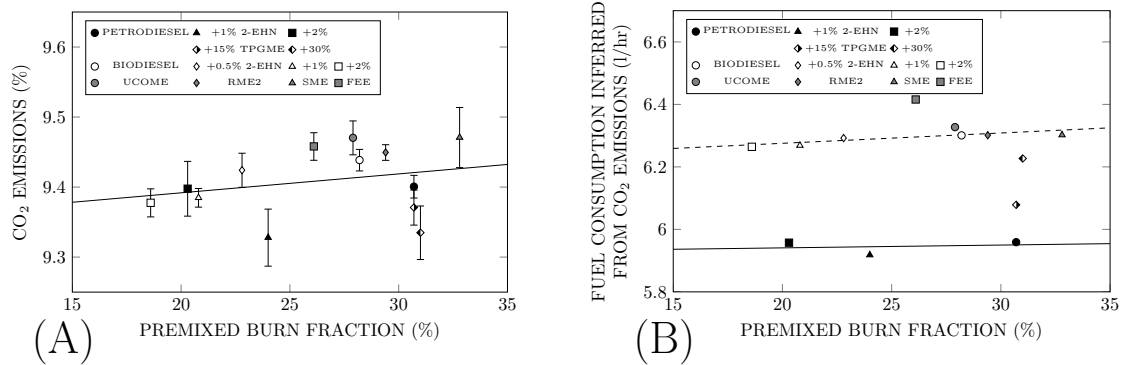 9.6
9.5
9.4
9.3
CO2 EMISSIONS (%)
PETRODIESEL +1% 2-EHN +2%
+15% TPGME +30%
BIODIESEL +0.5% 2-EHN +1% +2%
UCOME RME2 SME FEE
15 20 25 30 35
PREMIXED BURN FRACTION (%)
(A)
6.6
6.4
6.2
6
5.8
FUEL CONSUMPTION INFERRED
FROM CO2 EMISSIONS (l/hr)
PETRODIESEL +1% 2-EHN +2%
+15% TPGME +30%
BIODIESEL +0.5% 2-EHN +1% +2%
UCOME RME2 SME FEE
15 20 25 30 35
PREMIXED BURN FRACTION (%)
(B)